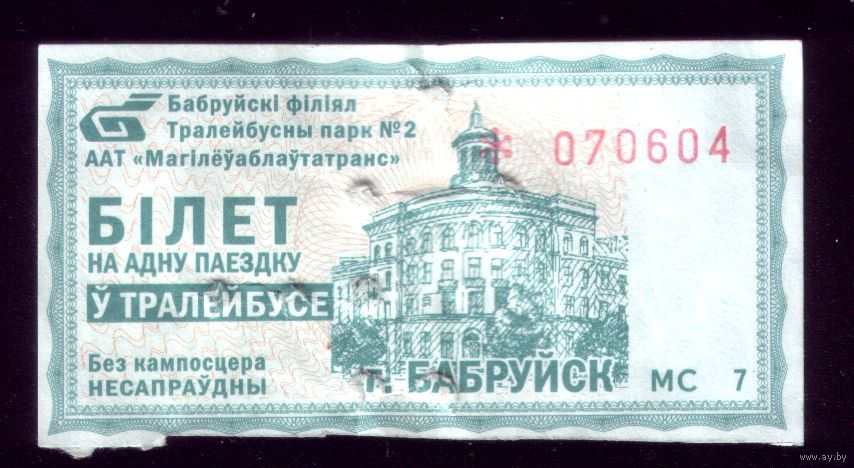 Бабруйскі філіял
Тралейбусны парк №2
ААТ «Магілёўаблаўтатранс»
* 070604
БІЛЕТ
НА АДНУ ПАЕЗДКУ
Ў ТРАЛЕЙБУСЕ
Без кампосцера
НЕСАПРАЎДНЫ
г. БАБРУЙСК
МС 7
www.ay.by